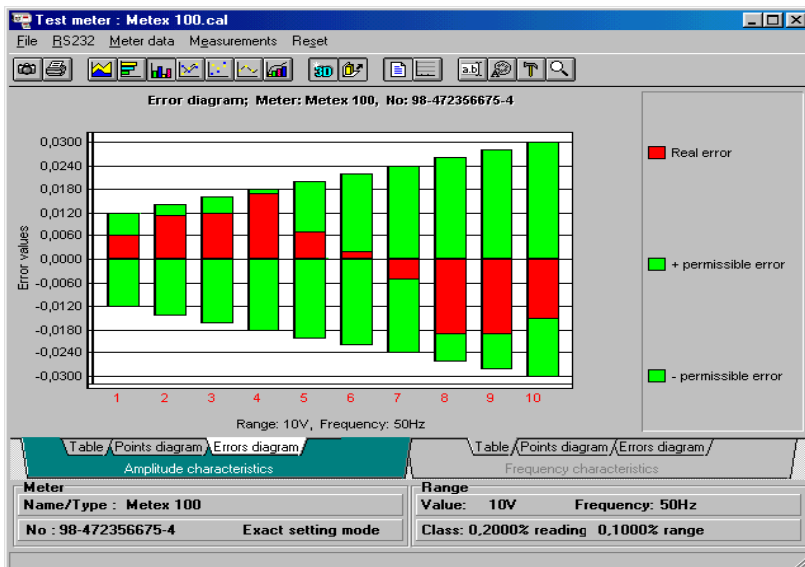 Test meter : Metex 100.cal
File RS232 Meter data Measurements Reset
3D a.b
Error diagram; Meter: Metex 100, No: 98-472356675-4
0,0300
0,0240
0,0180
0,0120
0,0060
0,0000
-0,0060
-0,0120
-0,0180
-0,0240
-0,0300
Error values
1 2 3 4 5 6 7 8 9 10
Range: 10V, Frequency: 50Hz
Real error
+ permissible error
- permissible error
Table Points diagram Errors diagram
Amplitude characteristics
Table Points diagram Errors diagram
Frequency characteristics
Meter
Name/Type : Metex 100
No : 98-472356675-4 Exact setting mode
Range
Value: 10V Frequency: 50Hz
Class: 0,2000% reading 0,1000% range